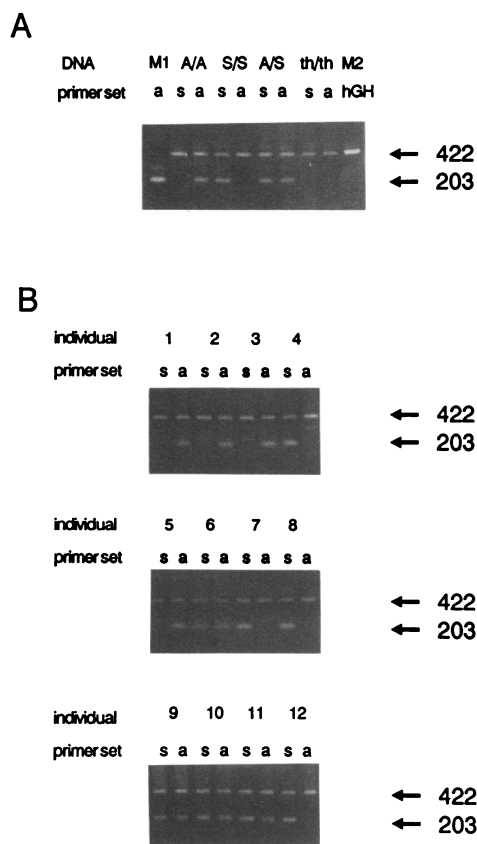 A
DNA M1 A/A S/S A/S th/th M2
primer set a s a s a s a s a hGH
← 422
← 203
B
individual 1 2 3 4
primer set s a s a s a s a
← 422
← 203
individual 5 6 7 8
primer set s a s a s a s a
← 422
← 203
individual 9 10 11 12
primer set s a s a s a s a
← 422
← 203